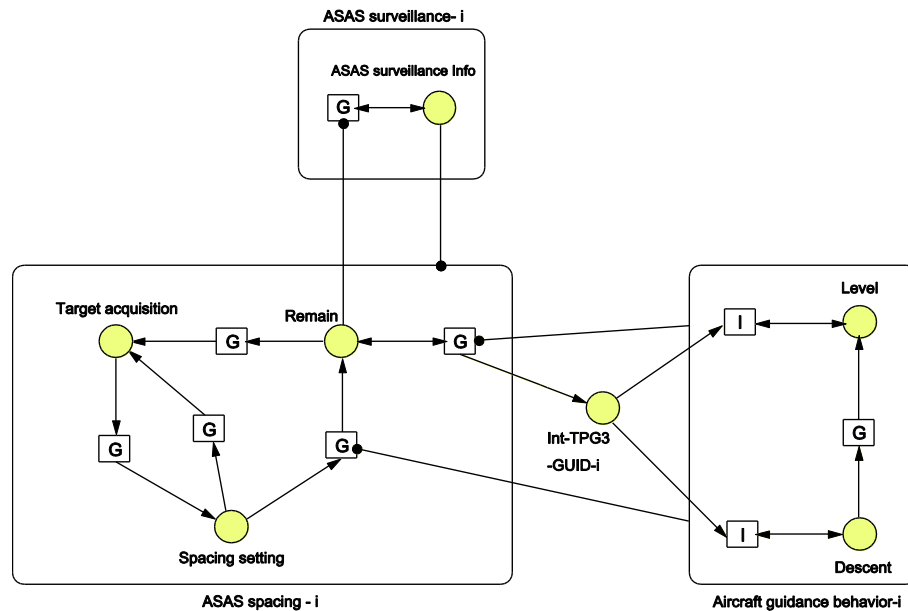 ASAS surveillance- i
ASAS surveillance Info
G
Target acquisition
Remain
Level
G
G
I
G
G
G
G
Int-TPG3
-GUID-i
I
Spacing setting
Descent
ASAS spacing - i
Aircraft guidance behavior-i